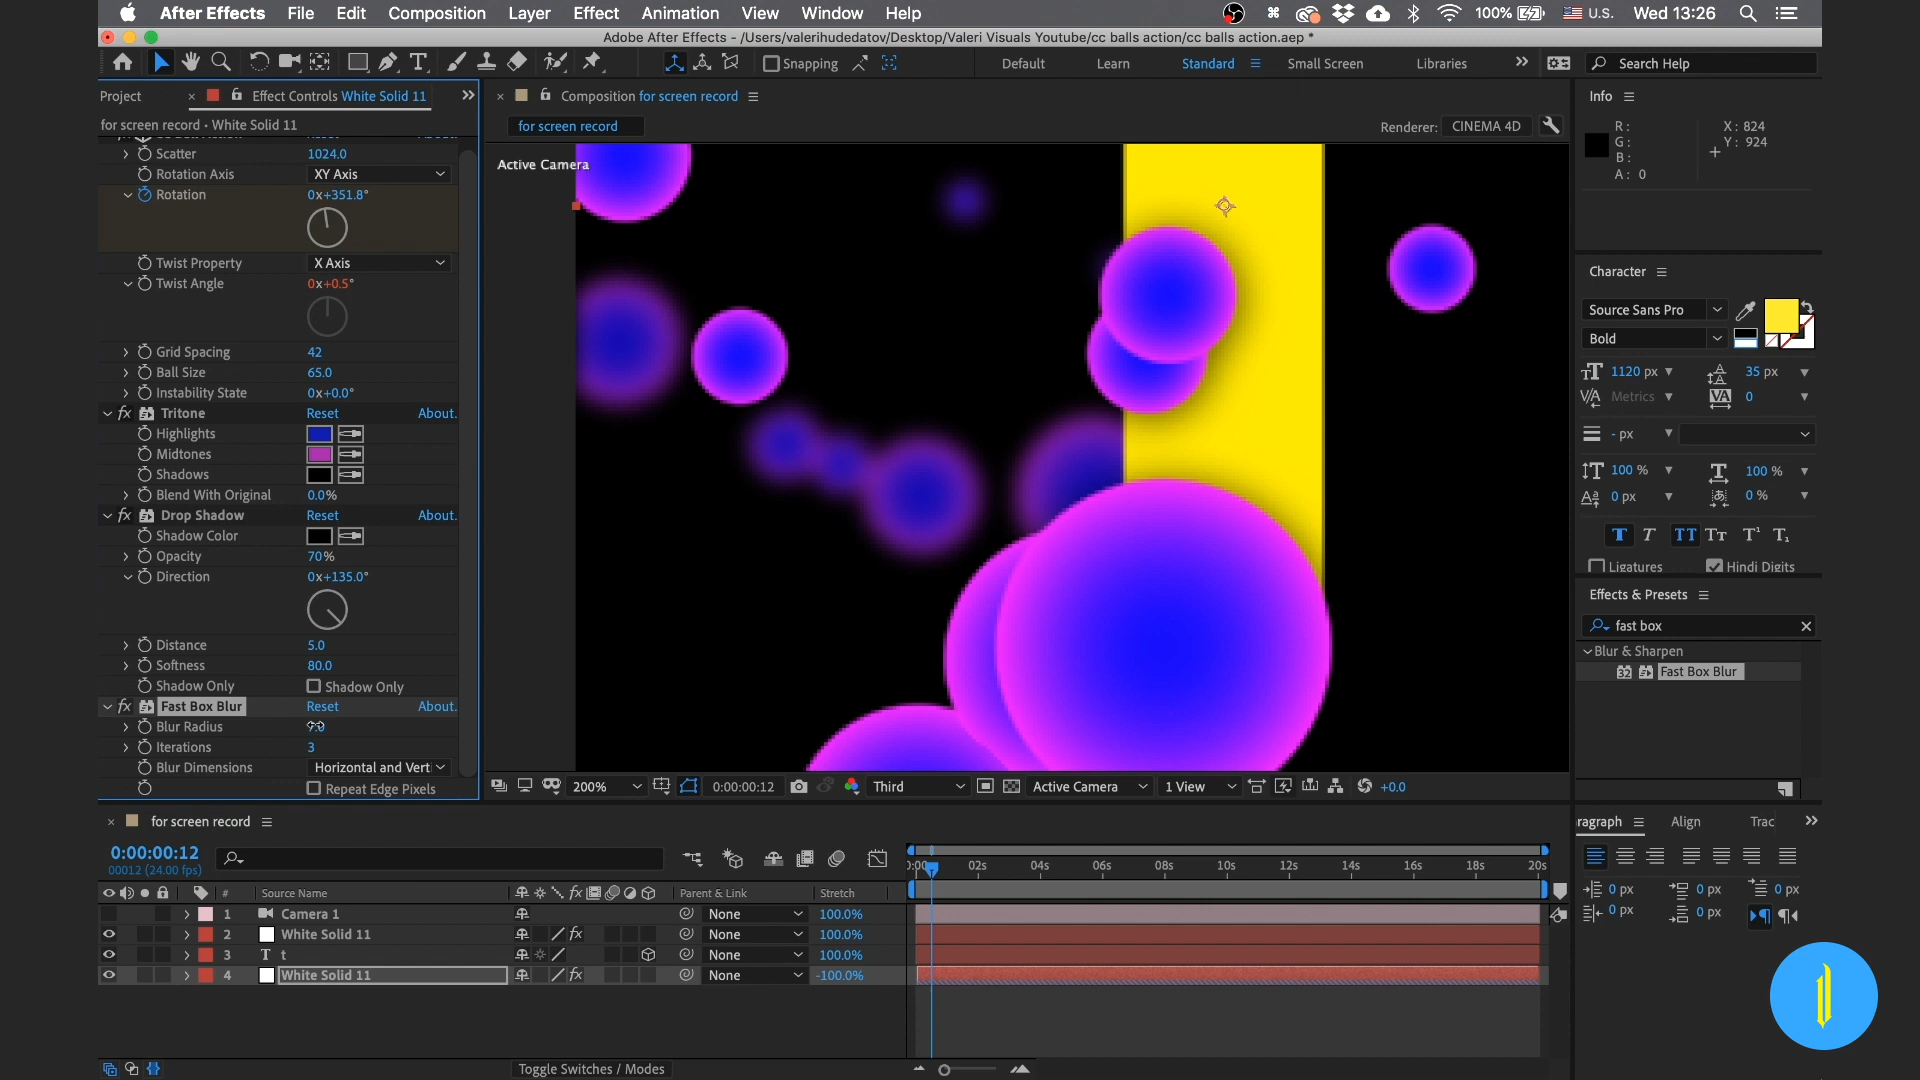 After Effects File Edit Composition Layer Effect Animation View Window Help 100% U.S. Wed 13:26
Adobe After Effects - /Users/valerihudedatov/Desktop/Valeri Visuals Youtube/cc balls action/cc balls action.aep *
Snapping Default Learn Standard Small Screen Libraries Search Help
Project Effect Controls White Solid 11
for screen record • White Solid 11
Scatter 1024.0
Rotation Axis XY Axis
Rotation 0x+351.8°
Twist Property X Axis
Twist Angle 0x+0.5°
Grid Spacing 42
Ball Size 65.0
Instability State 0x+0.0°
fx Tritone Reset About.
Highlights
Midtones
Shadows
Blend With Original 0.0%
fx Drop Shadow Reset About.
Shadow Color
Opacity 70%
Direction 0x+135.0°
Distance 5.0
Softness 80.0
Shadow Only Shadow Only
fx Fast Box Blur Reset About.
Blur Radius
Iterations 3
Blur Dimensions Horizontal and Verti
Repeat Edge Pixels
Composition for screen record
for screen record
Renderer: CINEMA 4D
Active Camera
200% 0:00:00:12 Third Active Camera 1 View +0.0
Info
R: X: 824
G: Y: 924
B:
A: 0
Character
Source Sans Pro
Bold
1120 px 35 px
Metrics 0
- px
100 % 100 %
0 px 0 %
T T TT Tt T¹ T₁
Ligatures Hindi Digits
Effects & Presets
fast box
Blur & Sharpen
32 Fast Box Blur
for screen record
0:00:00:12
00012 (24.00 fps)
# Source Name fx Parent & Link Stretch
1 Camera 1 None 100.0%
2 White Solid 11 fx None 100.0%
3 T t None 100.0%
4 White Solid 11 fx None -100.0%
02s 04s 06s 08s 10s 12s 14s 16s 18s 20s
Toggle Switches / Modes
ragraph Align Trac
0 px 0 px 0 px
0 px 0 px